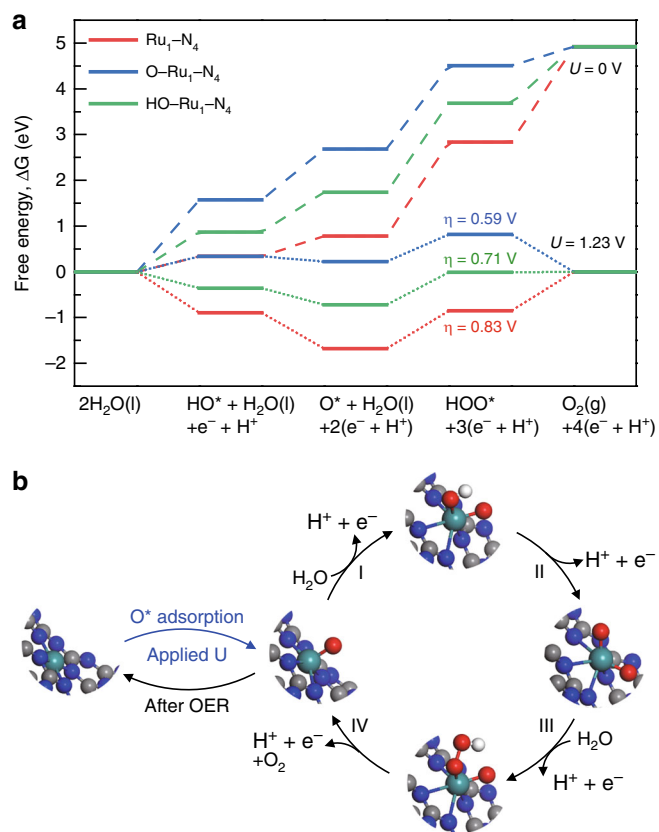 a
Free energy, ΔG (eV)
5
4
3
2
1
0
−1
−2
Ru₁–N₄
O–Ru₁–N₄
HO–Ru₁–N₄
U = 0 V
η = 0.59 V
U = 1.23 V
η = 0.71 V
η = 0.83 V
2H₂O(l)
HO* + H₂O(l)
+e⁻ + H⁺
O* + H₂O(l)
+2(e⁻ + H⁺)
HOO*
+3(e⁻ + H⁺)
O₂(g)
+4(e⁻ + H⁺)
b
H⁺ + e⁻
H₂O
I
II
H⁺ + e⁻
O* adsorption
Applied U
After OER
IV
H⁺ + e⁻
+O₂
III
H₂O
H⁺ + e⁻